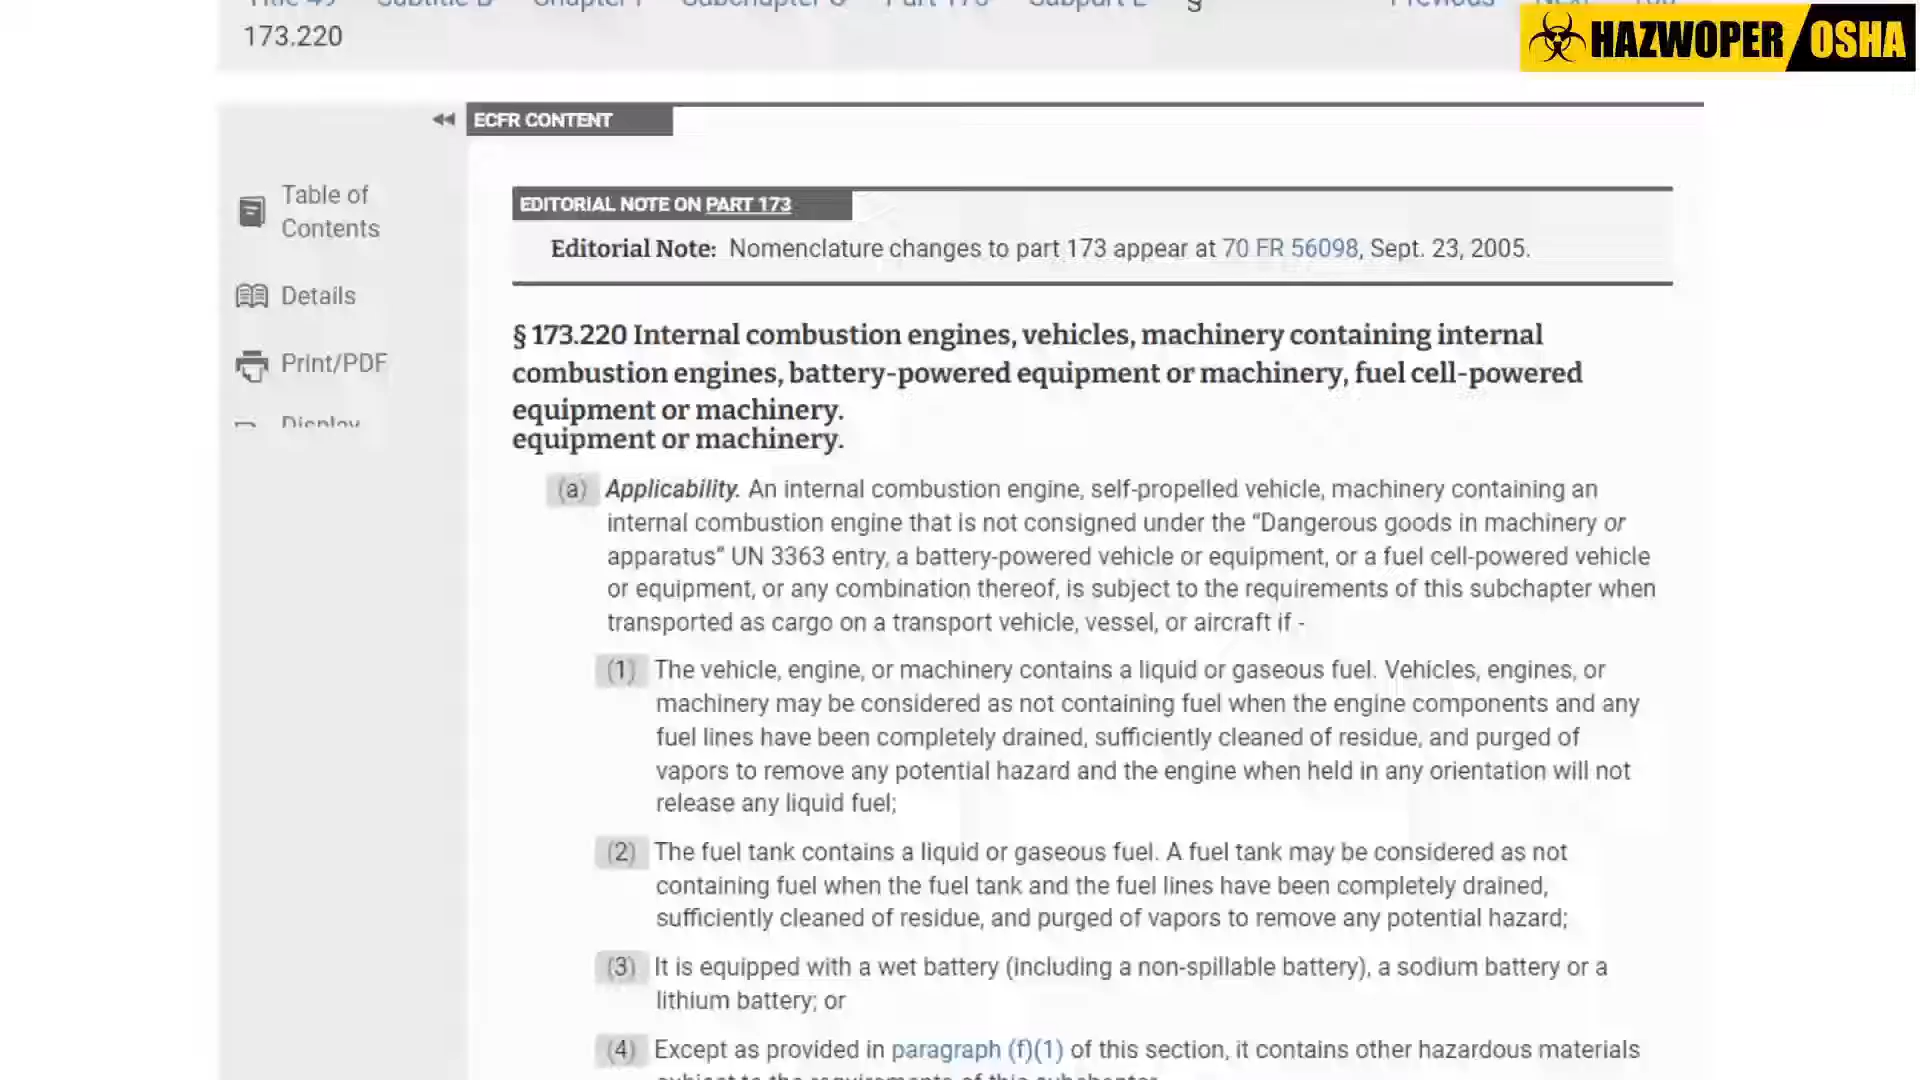 173.220
HAZWOPER OSHA
ECFR CONTENT
Table of
Contents
Details
Print/PDF
Display
EDITORIAL NOTE ON PART 173
Editorial Note: Nomenclature changes to part 173 appear at 70 FR 56098, Sept. 23, 2005.
§ 173.220 Internal combustion engines, vehicles, machinery containing internal
combustion engines, battery-powered equipment or machinery, fuel cell-powered
equipment or machinery.
equipment or machinery.
(a) Applicability. An internal combustion engine, self-propelled vehicle, machinery containing an
internal combustion engine that is not consigned under the “Dangerous goods in machinery or
apparatus” UN 3363 entry, a battery-powered vehicle or equipment, or a fuel cell-powered vehicle
or equipment, or any combination thereof, is subject to the requirements of this subchapter when
transported as cargo on a transport vehicle, vessel, or aircraft if -
(1) The vehicle, engine, or machinery contains a liquid or gaseous fuel. Vehicles, engines, or
machinery may be considered as not containing fuel when the engine components and any
fuel lines have been completely drained, sufficiently cleaned of residue, and purged of
vapors to remove any potential hazard and the engine when held in any orientation will not
release any liquid fuel;
(2) The fuel tank contains a liquid or gaseous fuel. A fuel tank may be considered as not
containing fuel when the fuel tank and the fuel lines have been completely drained,
sufficiently cleaned of residue, and purged of vapors to remove any potential hazard;
(3) It is equipped with a wet battery (including a non-spillable battery), a sodium battery or a
lithium battery; or
(4) Except as provided in paragraph (f)(1) of this section, it contains other hazardous materials